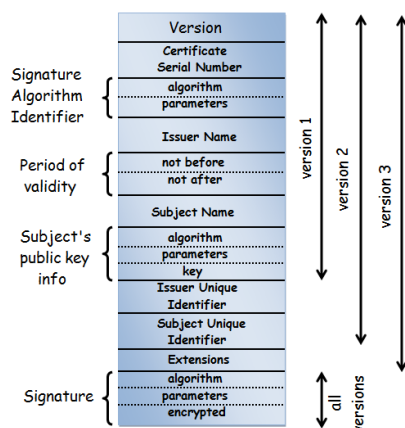 Version
Certificate
Serial Number
Signature
Algorithm
Identifier
algorithm
parameters
Issuer Name
Period of
validity
not before
not after
Subject Name
Subject's
public key
info
algorithm
parameters
key
Issuer Unique
Identifier
Subject Unique
Identifier
Extensions
Signature
algorithm
parameters
encrypted
version 1
version 2
version 3
all
versions